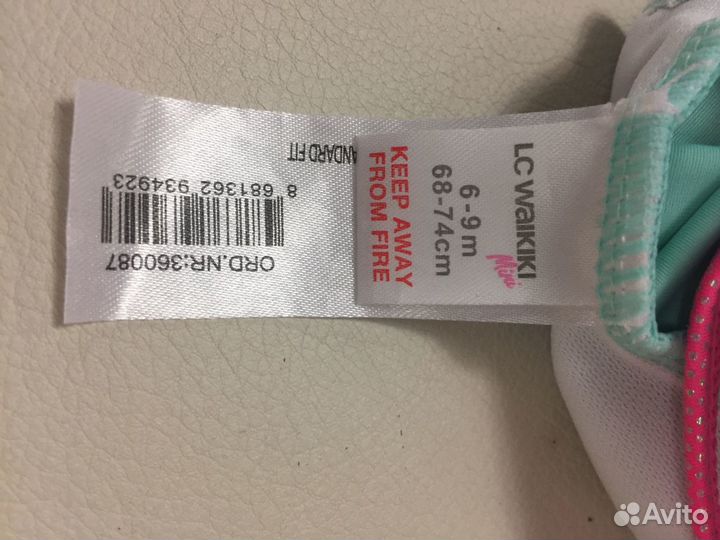 LC WAIKIKI
Mini
6-9 m
68-74cm
KEEP AWAY
FROM FIRE
ANDARD FIT
8 681362 934923
ORD.NR:360087
Avito